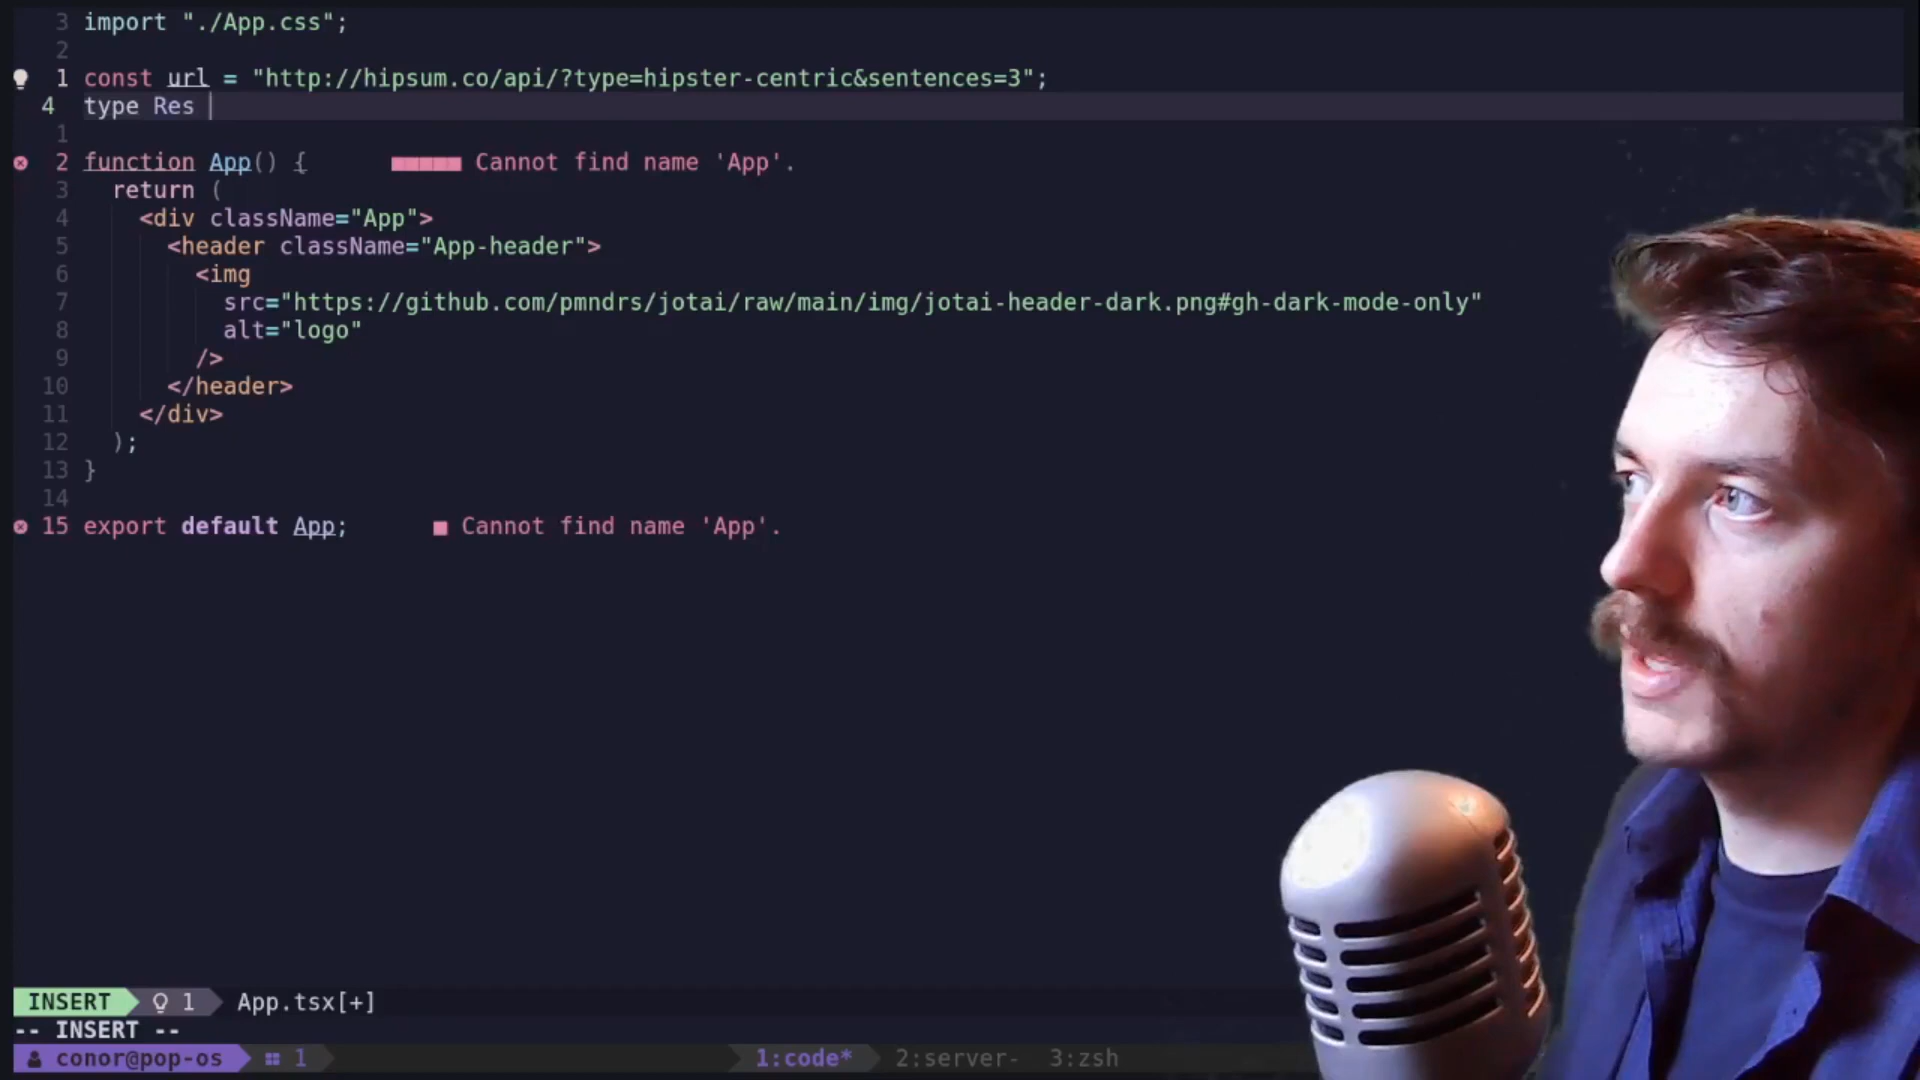 3 import "./App.css";
2
1 const url = "http://hipsum.co/api/?type=hipster-centric&sentences=3";
4 type Res
1
2 function App() { ■■■■■ Cannot find name 'App'.
3 return (
4 <div className="App">
5 <header className="App-header">
6 <img
7 src="https://github.com/pmndrs/jotai/raw/main/img/jotai-header-dark.png#gh-dark-mode-only"
8 alt="logo"
9 />
10 </header>
11 </div>
12 );
13 }
14
15 export default App; ■ Cannot find name 'App'.
INSERT 1 App.tsx[+]
-- INSERT --
conor@pop-os 1 1:code* 2:server- 3:zsh